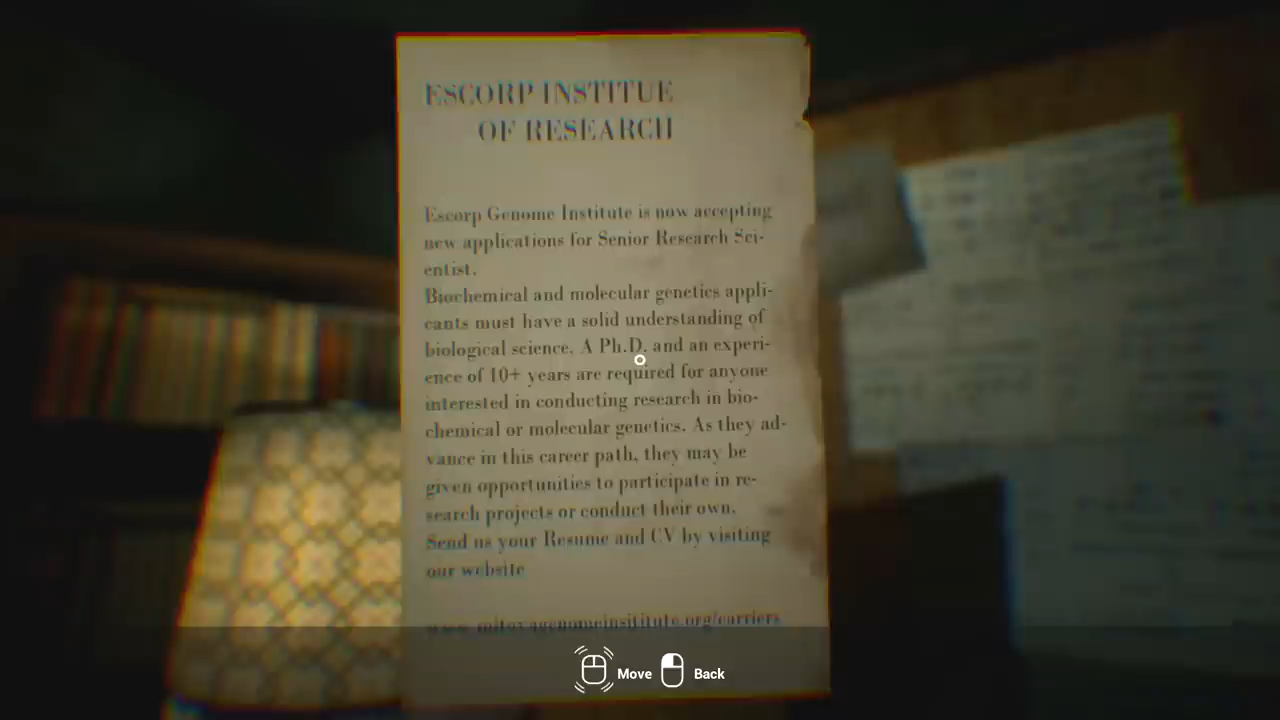 ESCORP INSTITUE
OF RESEARCH
Escorp Genome Institute is now accepting
new applications for Senior Research Sci-
entist.
Biochemical and molecular genetics appli-
cants must have a solid understanding of
biological science. A Ph.D. and an experi-
ence of 10+ years are required for anyone
interested in conducting research in bio-
chemical or molecular genetics. As they ad-
vance in this career path, they may be
given opportunities to participate in re-
search projects or conduct their own.
Send us your Resume and CV by visiting
our website
Move Back